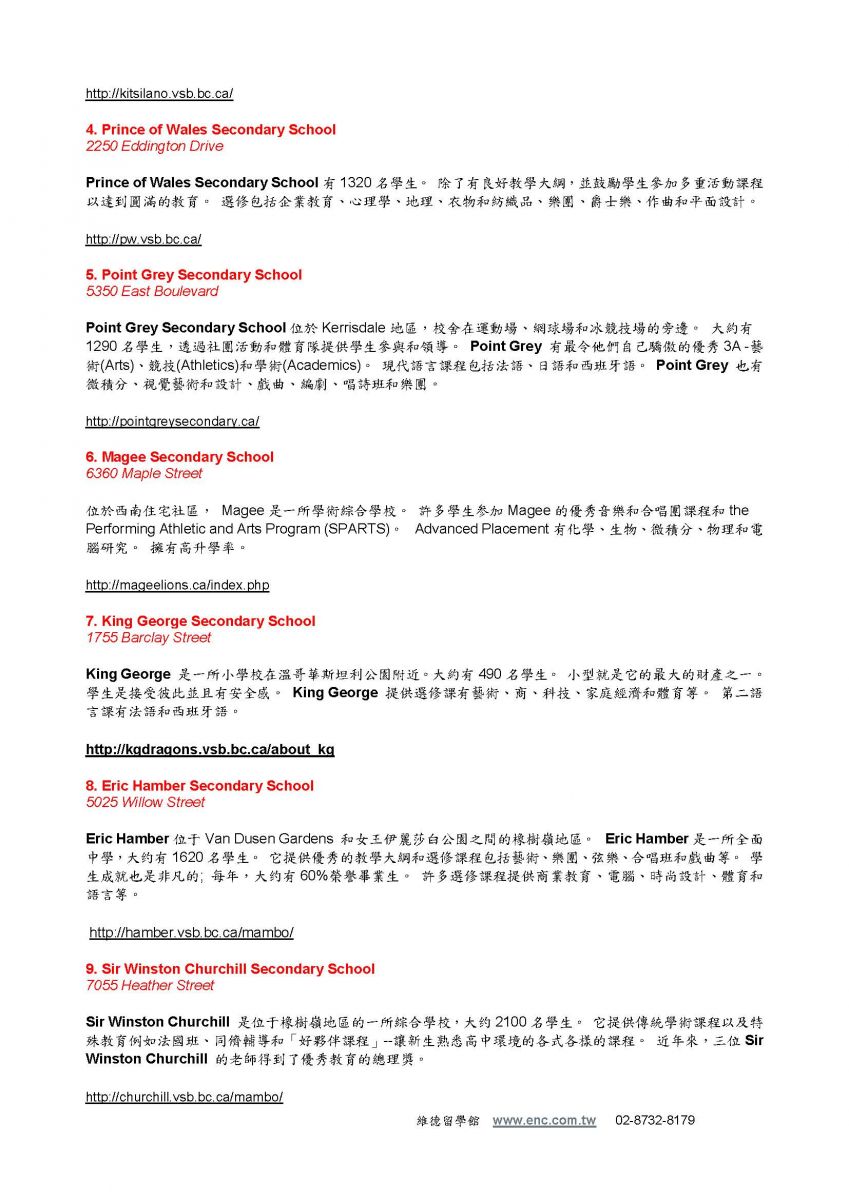 http://kitsilano.vsb.bc.ca/
4. Prince of Wales Secondary School
2250 Eddington Drive
Prince of Wales Secondary School 有 1320 名學生。 除了有良好教學大綱，並鼓勵學生參加多重活動課程
以達到圓滿的教育。 選修包括企業教育、心理學、地理、衣物和紡織品、樂團、爵士樂、作曲和平面設計。
http://pw.vsb.bc.ca/
5. Point Grey Secondary School
5350 East Boulevard
Point Grey Secondary School 位於 Kerrisdale 地區，校舍在運動場、網球場和冰競技場的旁邊。 大約有
1290 名學生，透過社團活動和體育隊提供學生參與和領導。 Point Grey 有最令他們自己驕傲的優秀 3A -藝
術(Arts)、競技(Athletics)和學術(Academics)。 現代語言課程包括法語、日語和西班牙語。 Point Grey 也有
微積分、視覺藝術和設計、戲曲、編劇、唱詩班和樂團。
http://pointgreysecondary.ca/
6. Magee Secondary School
6360 Maple Street
位於西南住宅社區， Magee 是一所學術綜合學校。 許多學生參加 Magee 的優秀音樂和合唱團課程和 the
Performing Athletic and Arts Program (SPARTS)。 Advanced Placement 有化學、生物、微積分、物理和電
腦研究。 擁有高升學率。
http://mageelions.ca/index.php
7. King George Secondary School
1755 Barclay Street
King George 是一所小學校在溫哥華斯坦利公園附近。大約有 490 名學生。 小型就是它的最大的財產之一。
學生是接受彼此並且有安全感。 King George 提供選修課有藝術、商、科技、家庭經濟和體育等。 第二語
言課有法語和西班牙語。
http://kgdragons.vsb.bc.ca/about_kg
8. Eric Hamber Secondary School
5025 Willow Street
Eric Hamber 位于 Van Dusen Gardens 和女王伊麗莎白公園之間的橡樹嶺地區。 Eric Hamber 是一所全面
中學，大約有 1620 名學生。 它提供優秀的教學大綱和選修課程包括藝術、樂團、弦樂、合唱班和戲曲等。 學
生成就也是非凡的; 每年，大约有 60%榮譽畢業生。 許多選修課程提供商業教育、電腦、時尚設計、體育和
語言等。
http://hamber.vsb.bc.ca/mambo/
9. Sir Winston Churchill Secondary School
7055 Heather Street
Sir Winston Churchill 是位于橡樹嶺地區的一所綜合學校，大約 2100 名學生。 它提供傳統學術課程以及特
殊教育例如法國班、同儕輔導和「好夥伴課程」--讓新生熟悉高中環境的各式各樣的課程。 近年來，三位 Sir
Winston Churchill 的老師得到了優秀教育的總理獎。
http://churchill.vsb.bc.ca/mambo/
維德留學館 www.enc.com.tw 02-8732-8179